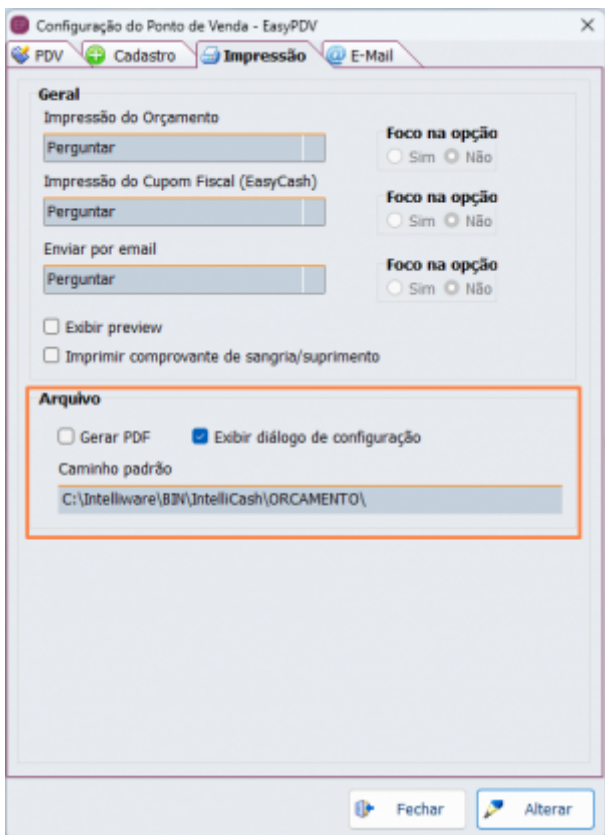 Configuração do Ponto de Venda - EasyPDV
PDV Cadastro Impressão E-Mail
Geral
Impressão do Orçamento
Perguntar
Foco na opção
Sim Não
Impressão do Cupom Fiscal (EasyCash)
Perguntar
Foco na opção
Sim Não
Enviar por email
Perguntar
Foco na opção
Sim Não
Exibir preview
Imprimir comprovante de sangria/suprimento
Arquivo
Gerar PDF Exibir diálogo de configuração
Caminho padrão
C:\Intelliware\BIN\IntelliCash\ORCAMENTO\
Fechar Alterar